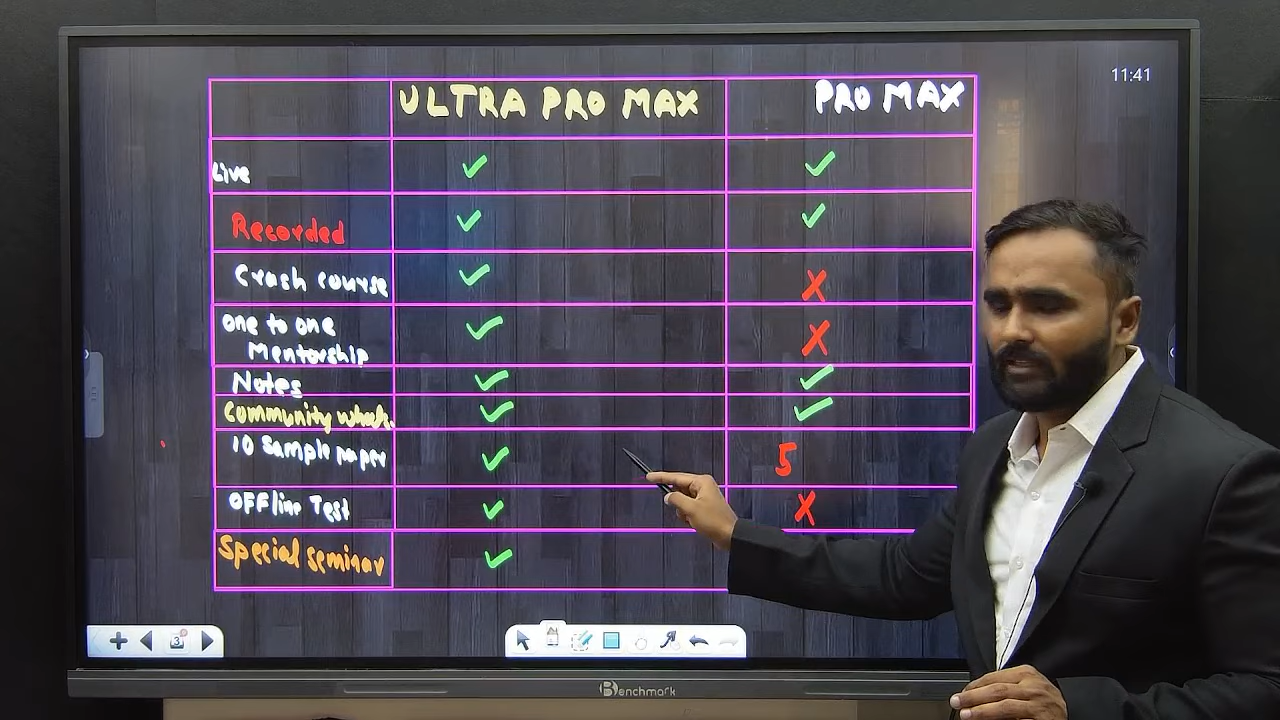 11:41
ULTRA PRO MAX PRO MAX
Live ✓ ✓
Recorded ✓ ✓
Crash course ✓ X
one to one
Mentorship ✓ X
Notes ✓ ✓
Community ✓ ✓
10 Sample paper ✓ 5
OFFline Test ✓ X
Special seminar ✓
3
Benchmark